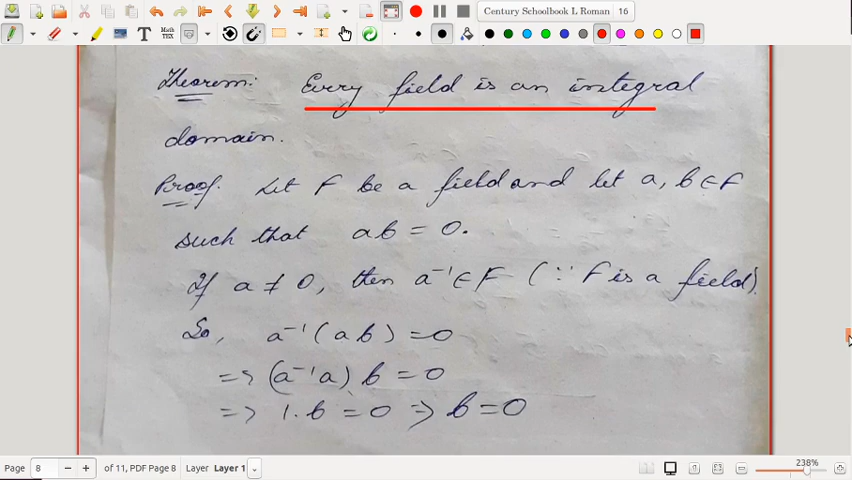 Century Schoolbook L Roman 16
T Math TEX
Theorem: Every field is an integral
domain.
Proof. Let F be a field and let a, b ∈ F
such that ab = 0.
If a ≠ 0, then a⁻¹ ∈ F (∵ F is a field).
So, a⁻¹(ab) = 0
=> (a⁻¹a) b = 0
=> 1. b = 0 => b = 0
Page 8 of 11, PDF Page 8 Layer Layer 1 238%